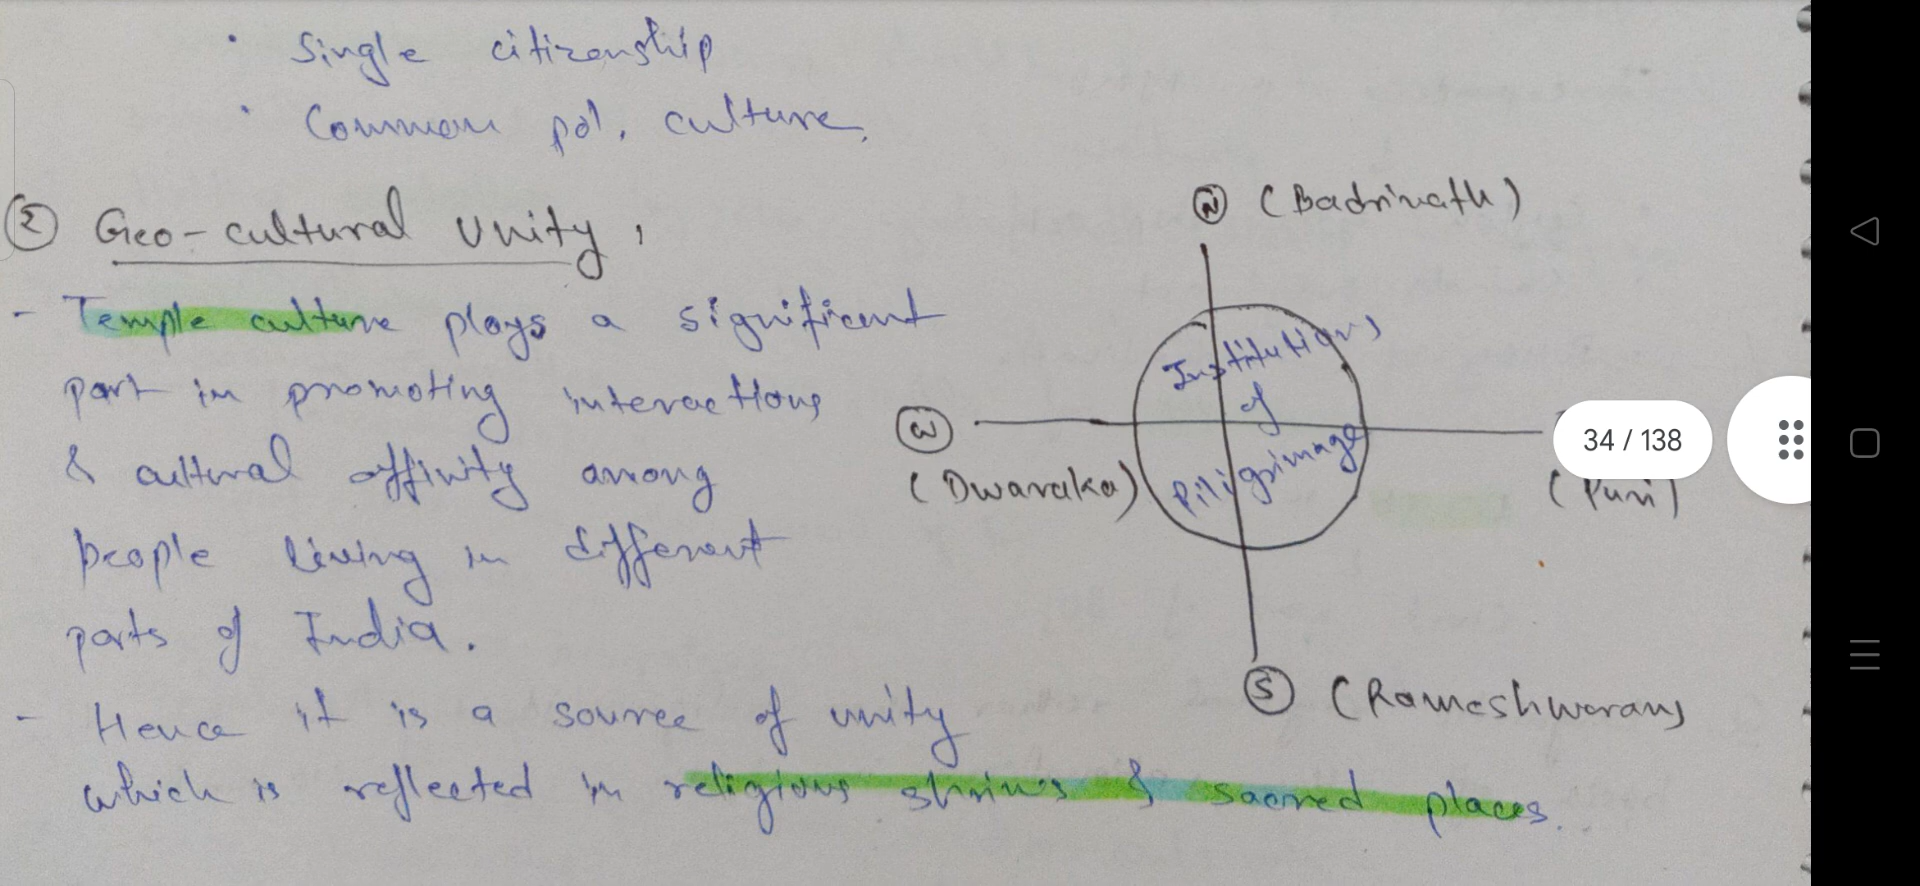 • Single citizenship
• Common pol. culture.
② Geo-cultural Unity,
- Temple culture plays a significant
part in promoting interactions
& cultural affinity among
people living in different
parts of India.
- Hence it is a source of unity
which is reflected in religious shrines & sacred places.
Ⓝ (Badrinath)
Institutions
of
Piligrimage
Ⓦ
(Dwaraka)
(Puri)
Ⓢ (Rameshwaram)
34 / 138